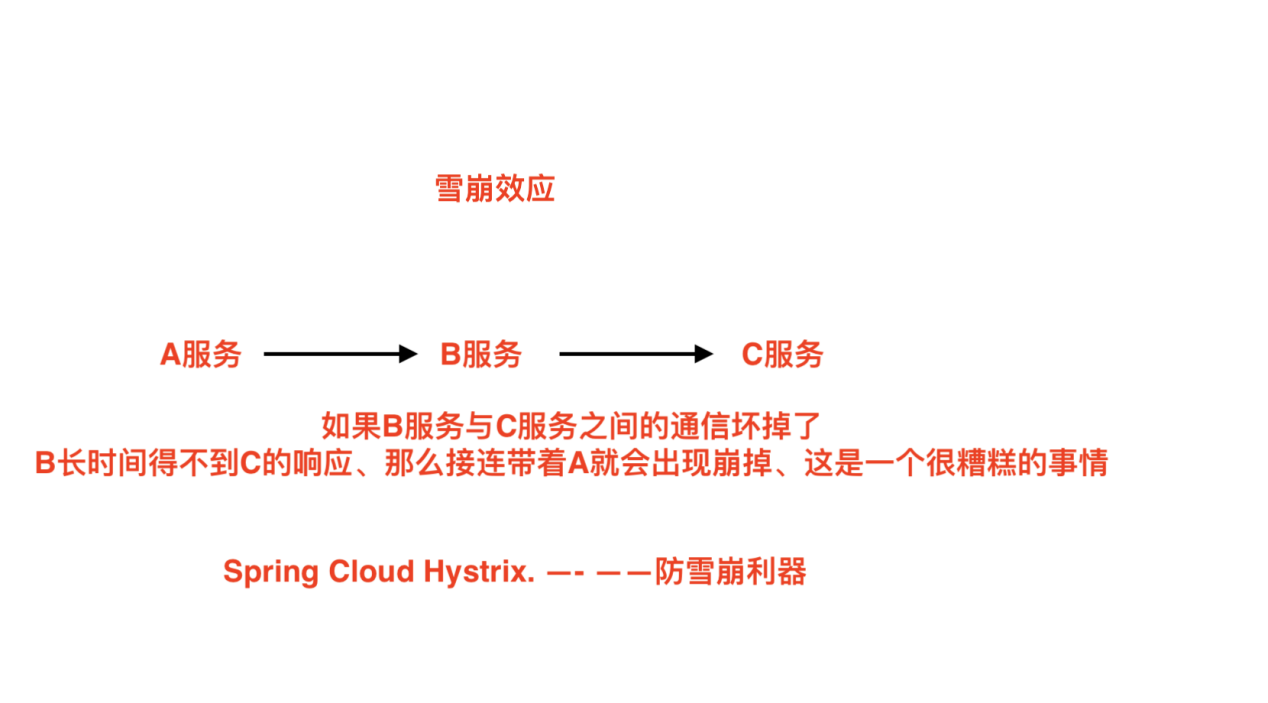 雪崩效应
A服务 B服务 C服务
如果B服务与C服务之间的通信坏掉了
B长时间得不到C的响应、那么接连带着A就会出现崩掉、这是一个很糟糕的事情
Spring Cloud Hystrix. —- — —防雪崩利器